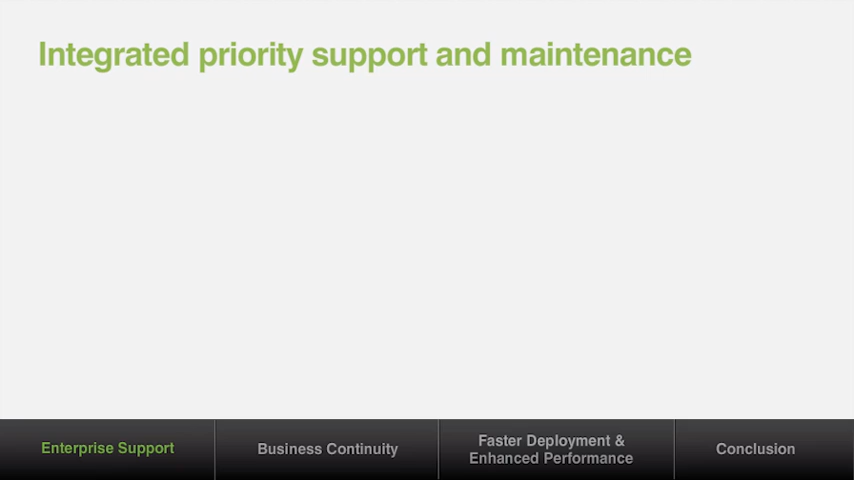 Integrated priority support and maintenance
Enterprise Support
Business Continuity
Faster Deployment &
Enhanced Performance
Conclusion